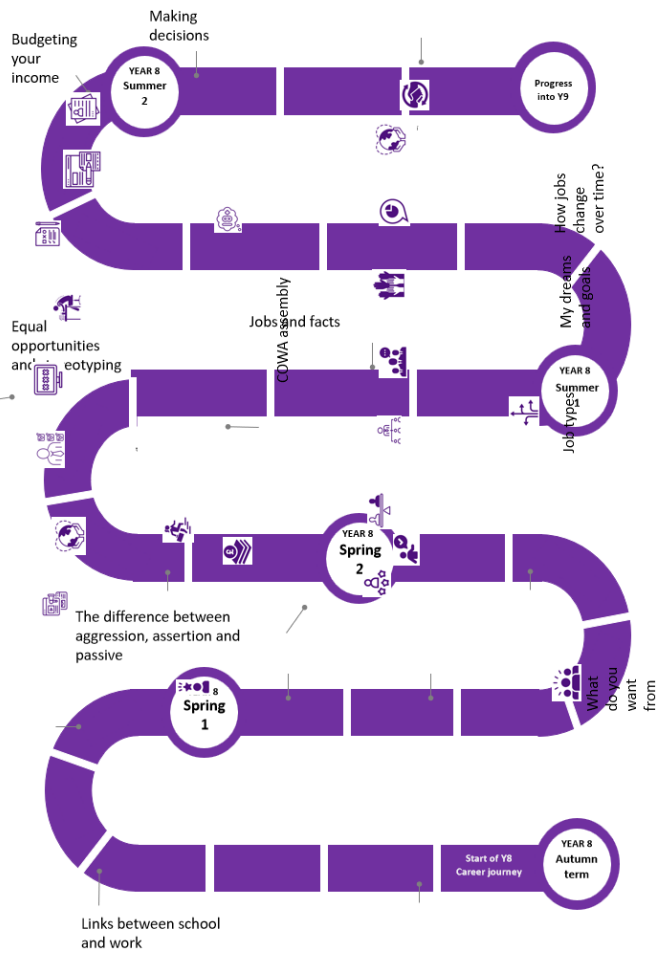 Making
decisions
Budgeting
your
income
YEAR 8
Summer
2
Progress
into Y9
How jobs
change
over time?
My dreams
and goals
COWA assembly
Jobs and facts
Equal
opportunities
and eotyping
YEAR 8
Summer
1
Job types
YEAR 8
Spring
2
The difference between
aggression, assertion and
passive
8
Spring
1
What
do you
want
from
Start of Y8
Career journey
YEAR 8
Autumn
term
Links between school
and work